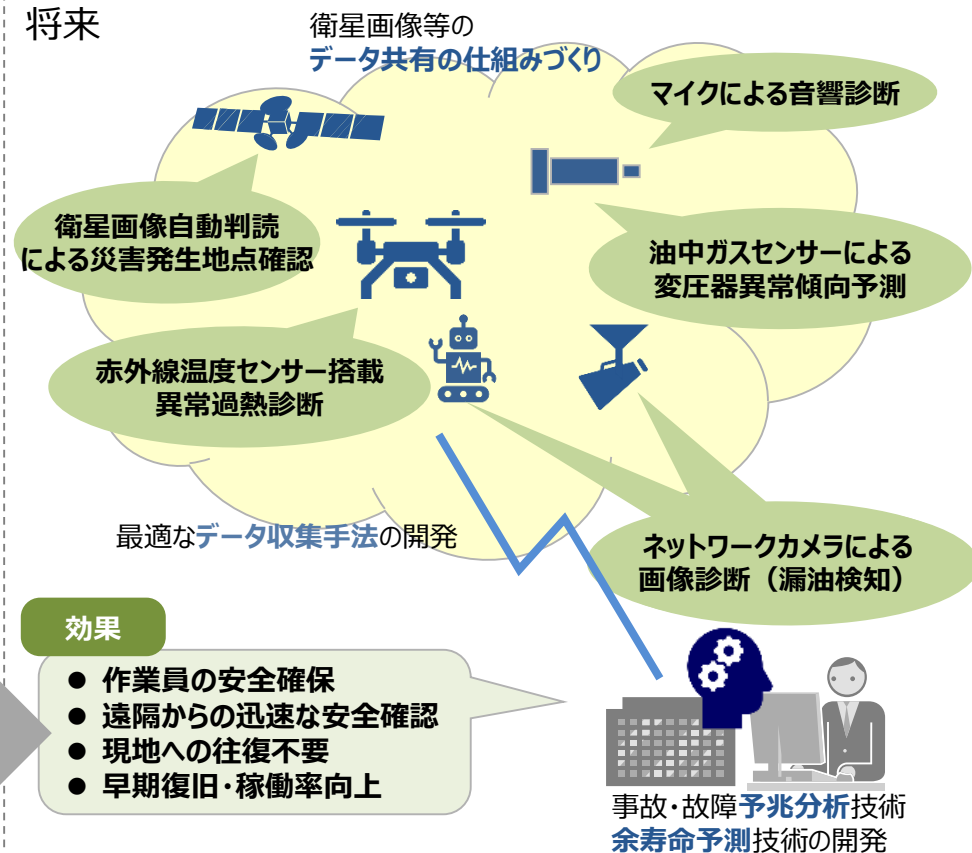 将来
衛星画像等の
データ共有の仕組みづくり
マイクによる音響診断
衛星画像自動判読
による災害発生地点確認
油中ガスセンサーによる
変圧器異常傾向予測
赤外線温度センサー搭載
異常過熱診断
最適なデータ収集手法の開発
ネットワークカメラによる
画像診断（漏油検知）
効果
● 作業員の安全確保
● 遠隔からの迅速な安全確認
● 現地への往復不要
● 早期復旧・稼働率向上
事故・故障予兆分析技術
余寿命予測技術の開発